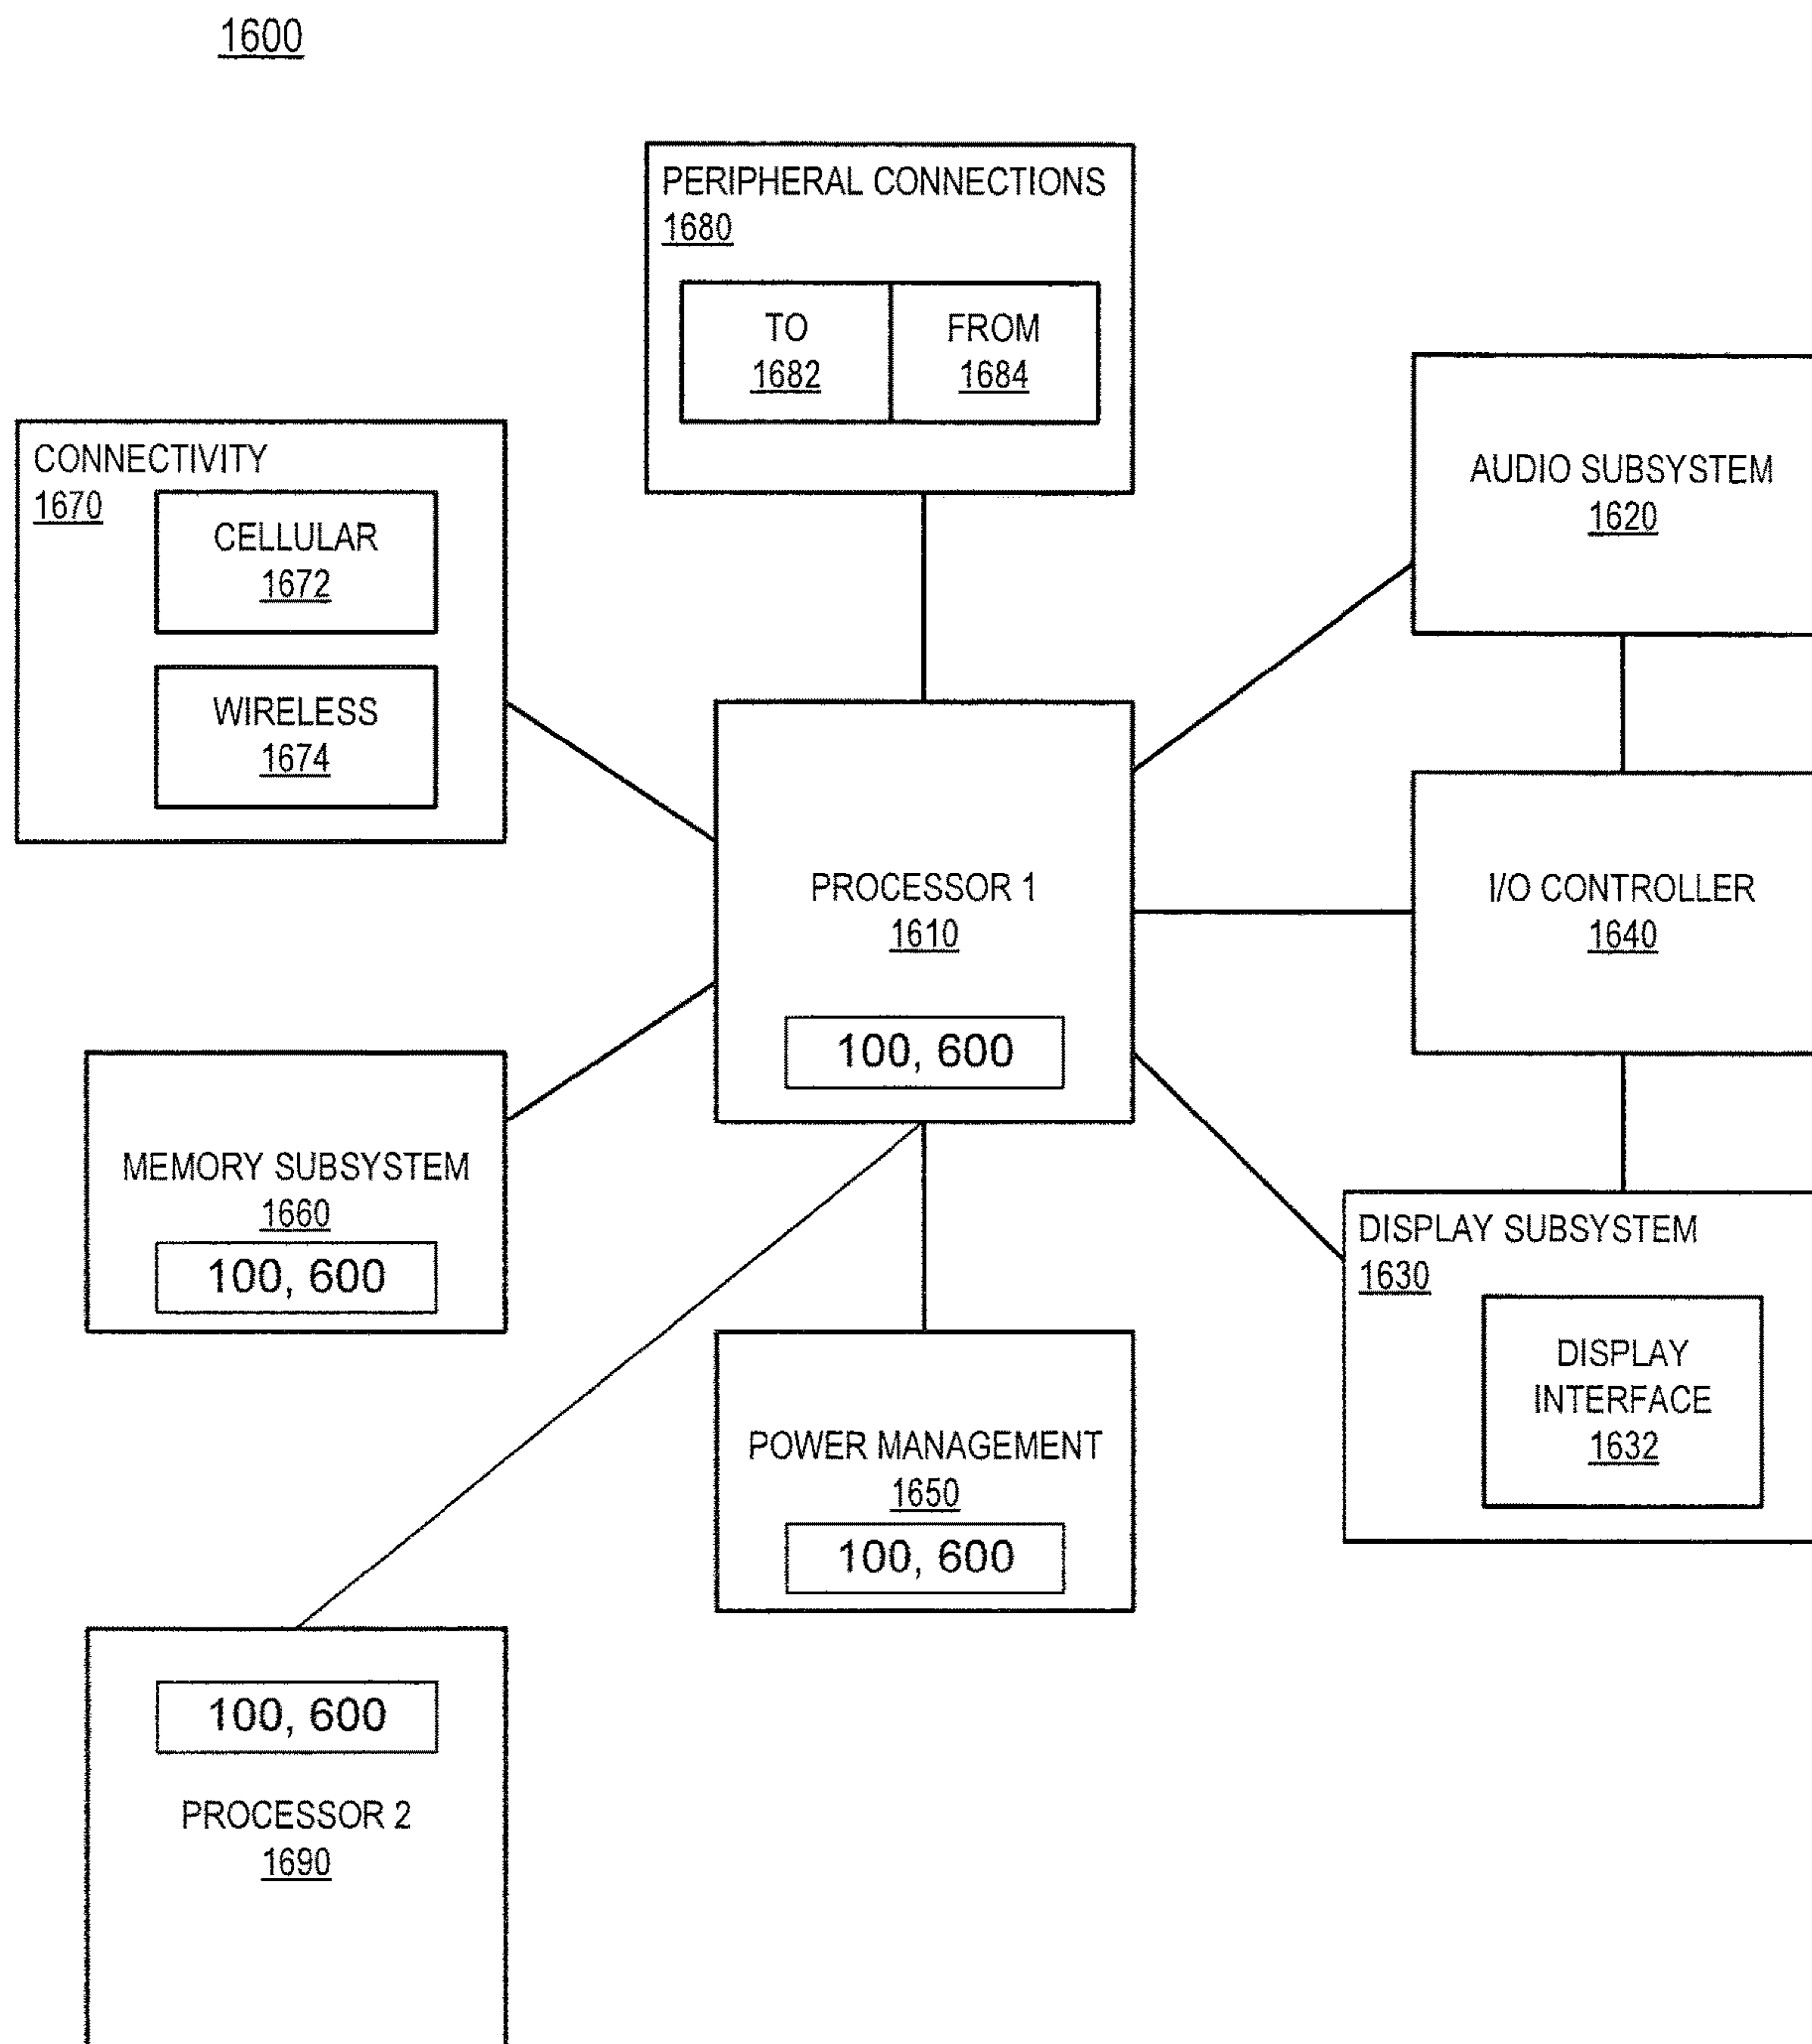 1600
PERIPHERAL CONNECTIONS
1680
TO
1682
FROM
1684
CONNECTIVITY
1670
CELLULAR
1672
WIRELESS
1674
AUDIO SUBSYSTEM
1620
PROCESSOR 1
1610
100, 600
I/O CONTROLLER
1640
MEMORY SUBSYSTEM
1660
100, 600
DISPLAY SUBSYSTEM
1630
DISPLAY
INTERFACE
1632
POWER MANAGEMENT
1650
100, 600
100, 600
PROCESSOR 2
1690